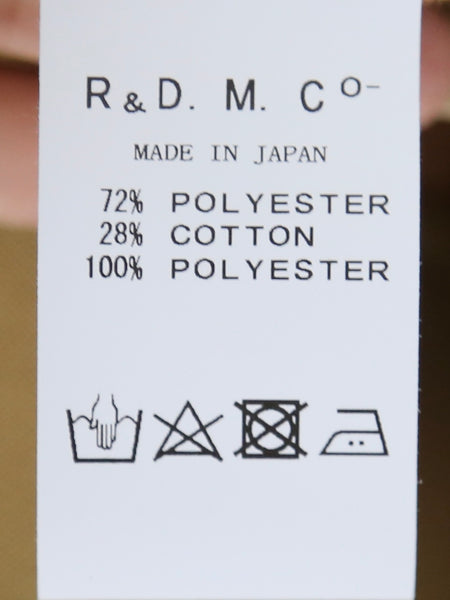 R&D. M. Cᴼ⁻
MADE IN JAPAN
72% POLYESTER
28% COTTON
100% POLYESTER